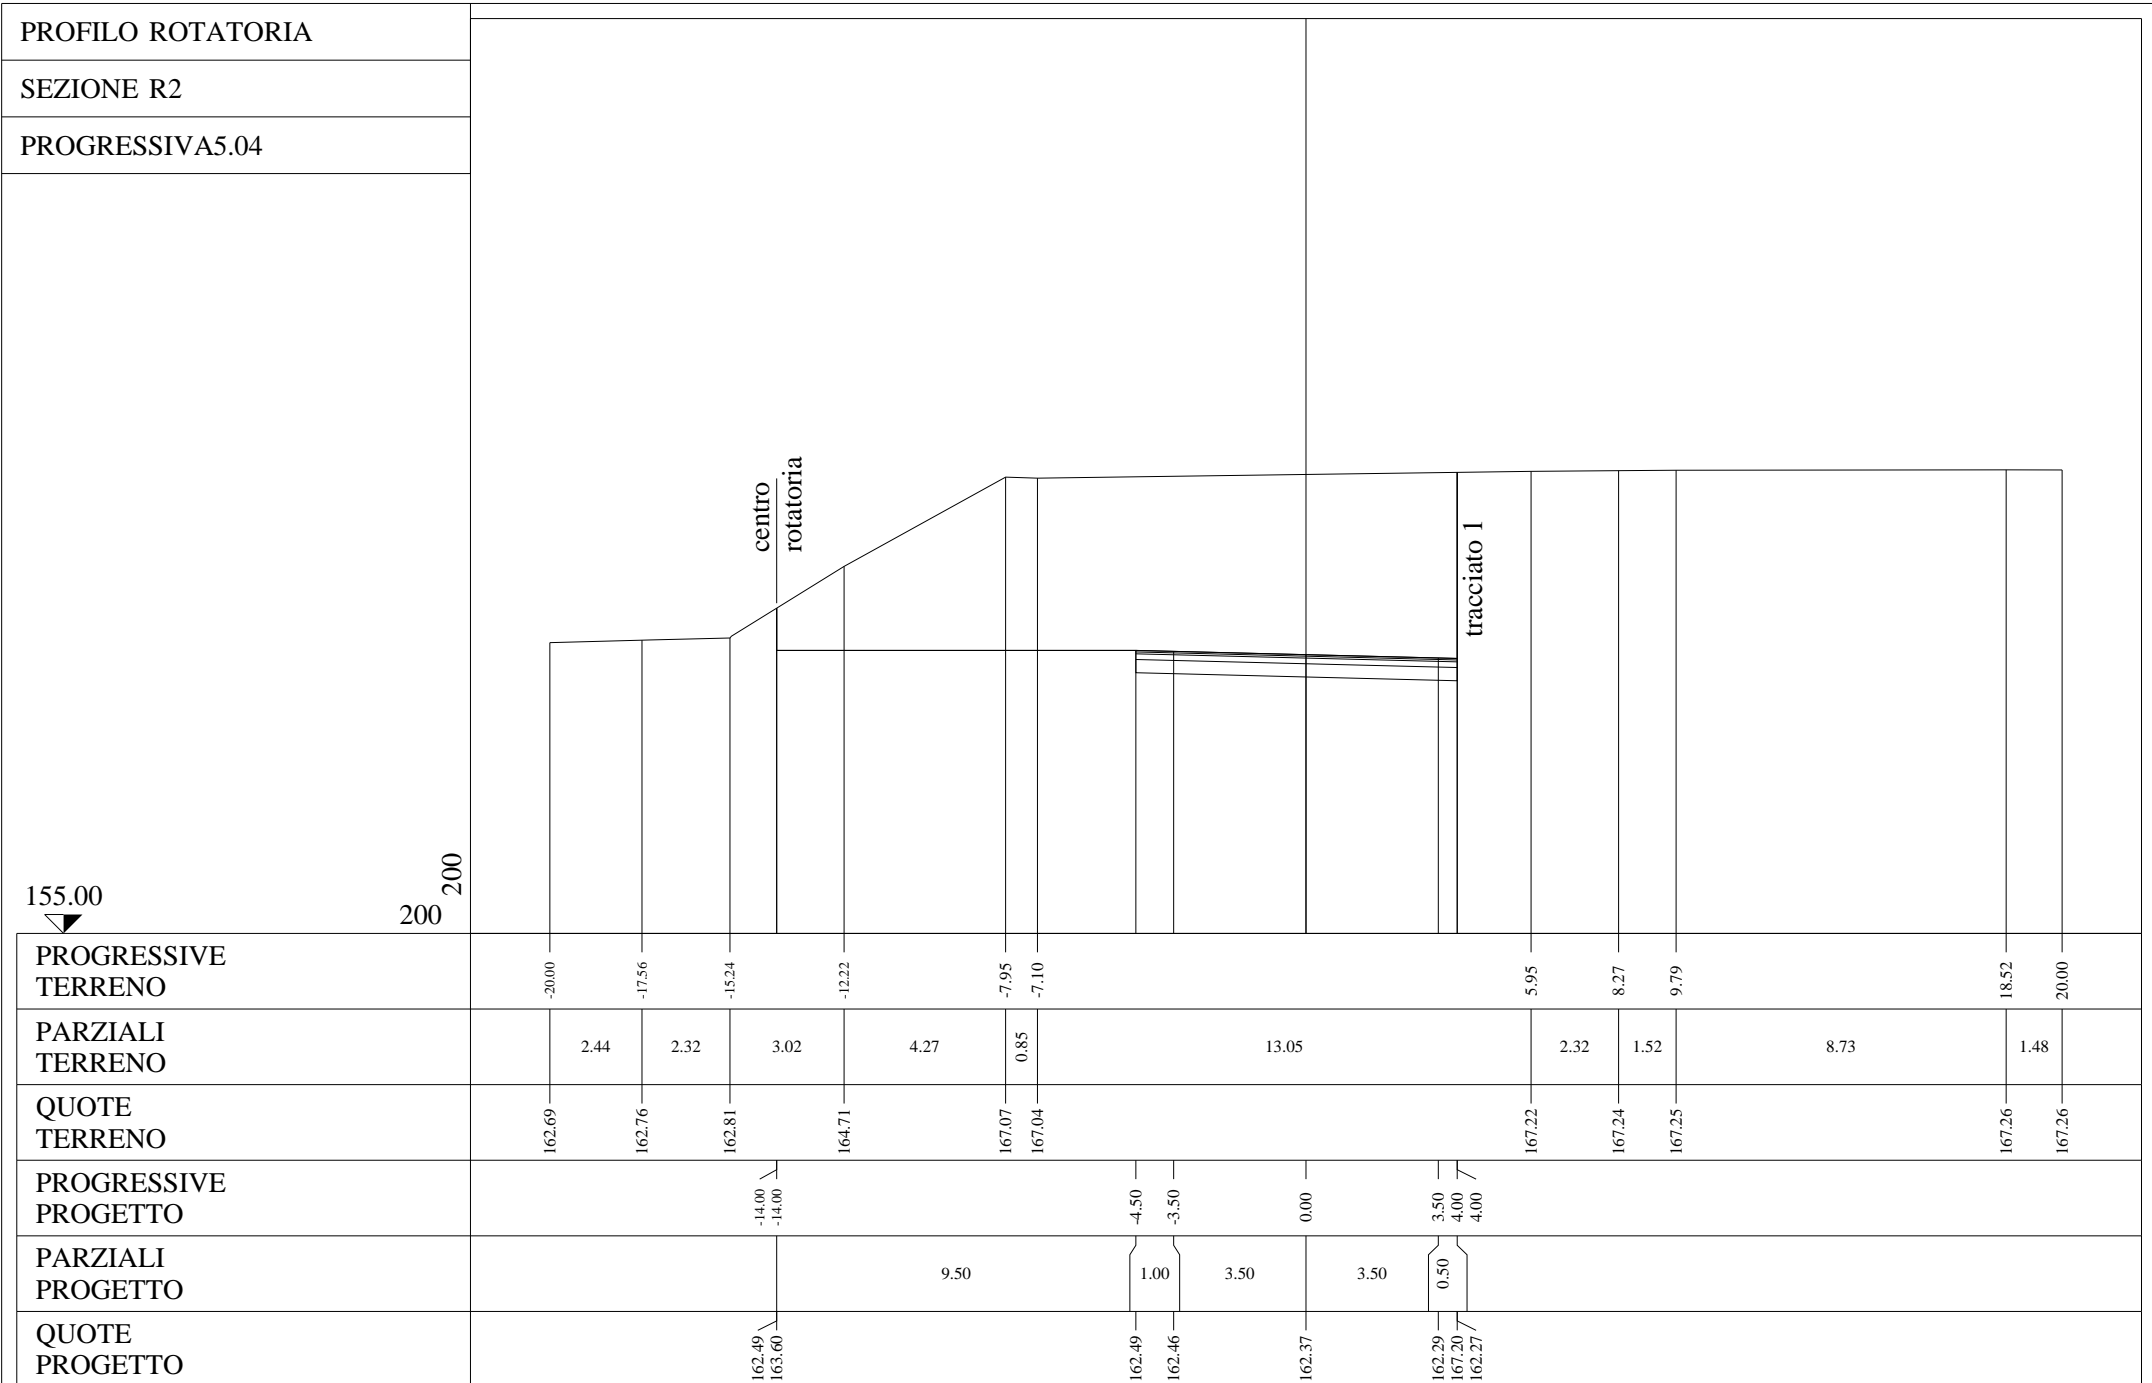 PROFILO ROTATORIA
SEZIONE R2
PROGRESSIVA5.04
centro
rotatoria
tracciato 1
155.00
200
200
PROGRESSIVE
TERRENO
-20.00 -17.56 -15.24 -12.22 -7.95 -7.10 5.95 8.27 9.79 18.52 20.00
PARZIALI
TERRENO
2.44 2.32 3.02 4.27 0.85 13.05 2.32 1.52 8.73 1.48
QUOTE
TERRENO
162.69 162.76 162.81 164.71 167.07 167.04 167.22 167.24 167.25 167.26 167.26
PROGRESSIVE
PROGETTO
-14.00 -14.00 -4.50 -3.50 0.00 3.50 4.00 4.00
PARZIALI
PROGETTO
9.50 1.00 3.50 3.50 0.50
QUOTE
PROGETTO
162.49 163.60 162.49 162.46 162.37 162.29 167.20 162.27